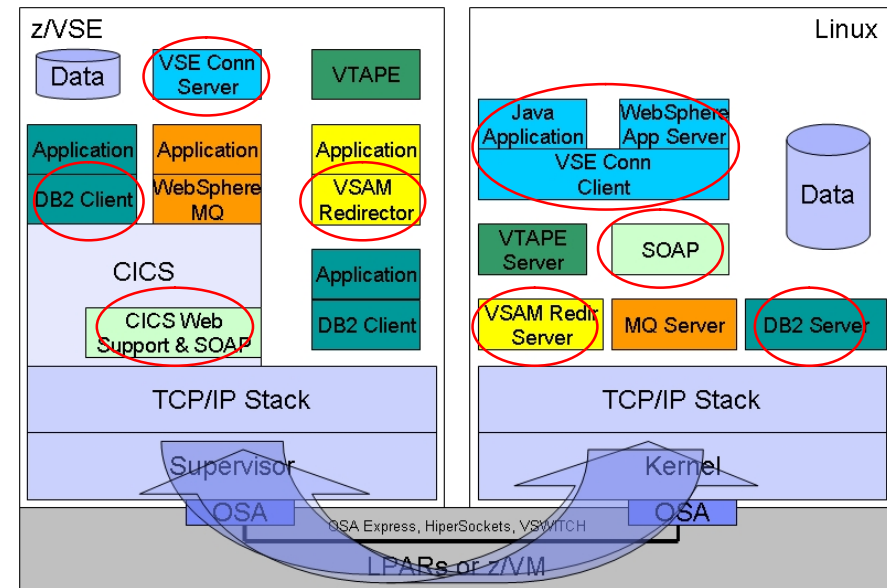 z/VSE
Data
VSE Conn
Server
VTAPE
Application
DB2 Client
Application
WebSphere
MQ
Application
VSAM
Redirector
CICS
Application
DB2 Client
CICS Web
Support & SOAP
TCP/IP Stack
Supervisor
OSA
Linux
Java
Application
WebSphere
App Server
VSE Conn
Client
Data
VTAPE
Server
SOAP
VSAM Redir
Server
MQ Server
DB2 Server
TCP/IP Stack
Kernel
OSA
OSA Express, HiperSockets, VSWITCH
LPARs or z/VM